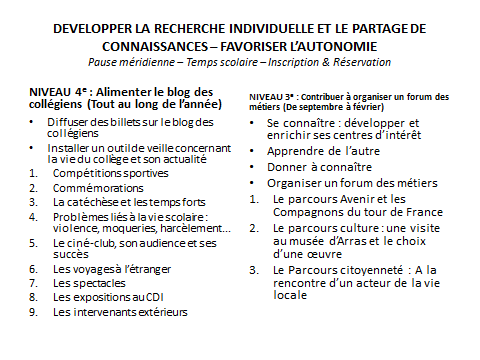 DEVELOPPER LA RECHERCHE INDIVIDUELLE ET LE PARTAGE DE
CONNAISSANCES – FAVORISER L'AUTONOMIE
Pause méridienne – Temps scolaire – Inscription & Réservation
NIVEAU 4e : Alimenter le blog des
collégiens (Tout au long de l'année)
• Diffuser des billets sur le blog des
collégiens
• Installer un outil de veille concernant
la vie du collège et son actualité
1. Compétitions sportives
2. Commémorations
3. La catéchèse et les temps forts
4. Problèmes liés à la vie scolaire :
violence, moqueries, harcèlement...
5. Le ciné-club, son audience et ses
succès
6. Les voyages à l'étranger
7. Les spectacles
8. Les expositions au CDI
9. Les intervenants extérieurs
NIVEAU 3e : Contribuer à organiser un forum des
métiers (De septembre à février)
• Se connaître : développer et
enrichir ses centres d'intérêt
• Apprendre de l'autre
• Donner à connaître
• Organiser un forum des métiers
1. Le parcours Avenir et les
Compagnons du tour de France
2. Le parcours culture : une visite
au musée d'Arras et le choix
d'une œuvre
3. Le Parcours citoyenneté : A la
rencontre d'un acteur de la vie
locale